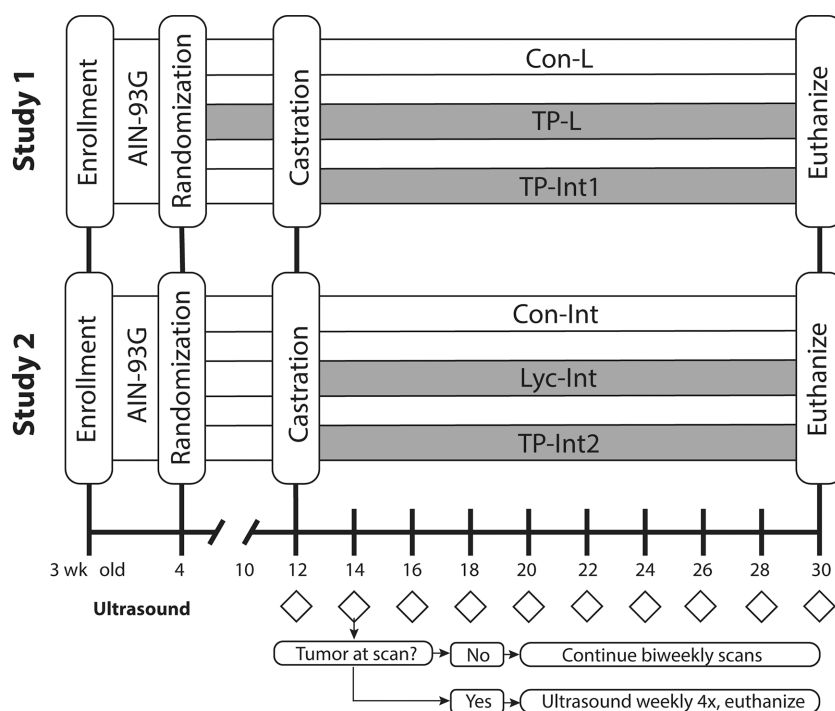 Study 1
Enrollment
AIN-93G
Randomization
Castration
Con-L
TP-L
TP-Int1
Euthanize
Study 2
Enrollment
AIN-93G
Randomization
Castration
Con-Int
Lyc-Int
TP-Int2
Euthanize
3 wk old 4 10 12 14 16 18 20 22 24 26 28 30
Ultrasound
Tumor at scan? No Continue biweekly scans
Yes Ultrasound weekly 4x, euthanize